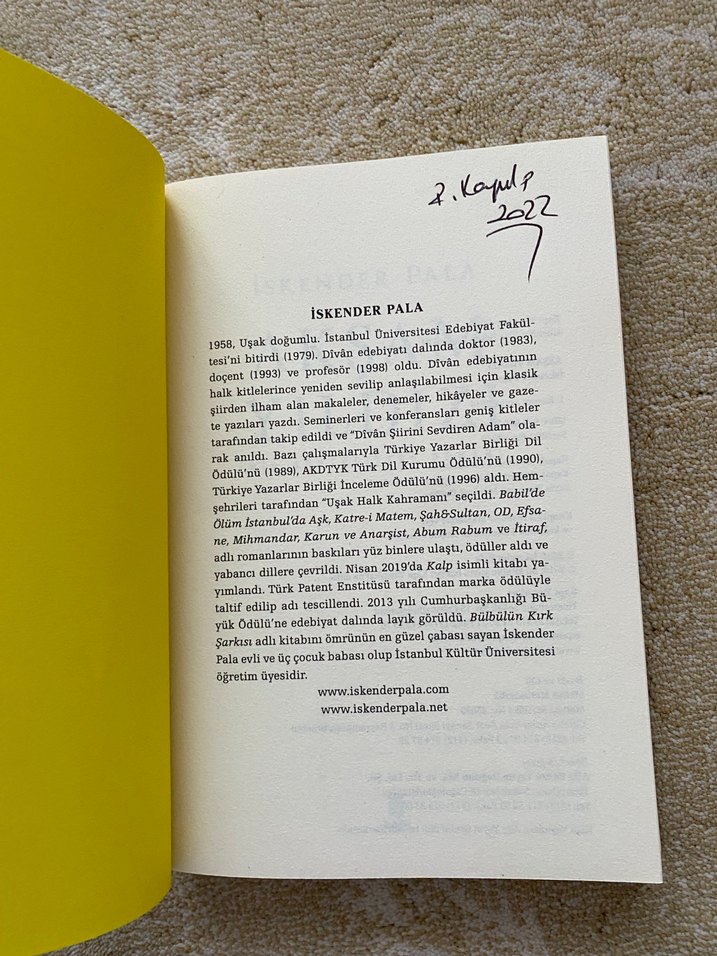 2022
İSKENDER PALA
1958, Uşak doğumlu. İstanbul Üniversitesi Edebiyat Fakül-
tesi'ni bitirdi (1979). Dîvân edebiyatı dalında doktor (1983),
doçent (1993) ve profesör (1998) oldu. Dîvân edebiyatının
halk kitlelerince yeniden sevilip anlaşılabilmesi için klasik
şiirden ilham alan makaleler, denemeler, hikâyeler ve gaze-
te yazıları yazdı. Seminerleri ve konferansları geniş kitleler
tarafından takip edildi ve "Dîvân Şiirini Sevdiren Adam" ola-
rak anıldı. Bazı çalışmalarıyla Türkiye Yazarlar Birliği Dil
Ödülü'nü (1989), AKDTYK Türk Dil Kurumu Ödülü'nü (1990),
Türkiye Yazarlar Birliği İnceleme Ödülü'nü (1996) aldı. Hem-
şehrileri tarafından "Uşak Halk Kahramanı" seçildi. Babil'de
Ölüm İstanbul'da Aşk, Katre-i Matem, Şah&Sultan, OD, Efsa-
ne, Mihmandar, Karun ve Anarşist, Abum Rabum ve İtiraf,
adlı romanlarının baskıları yüz binlere ulaştı, ödüller aldı ve
yabancı dillere çevrildi. Nisan 2019'da Kalp isimli kitabı ya-
yımlandı. Türk Patent Enstitüsü tarafından marka ödülüyle
taltif edilip adı tescillendi. 2013 yılı Cumhurbaşkanlığı Bü-
yük Ödülü'ne edebiyat dalında layık görüldü. Bülbülün Kırk
Şarkısı adlı kitabını ömrünün en güzel çabası sayan İskender
Pala evli ve üç çocuk babası olup İstanbul Kültür Üniversitesi
öğretim üyesidir.
www.iskenderpala.com
www.iskenderpala.net